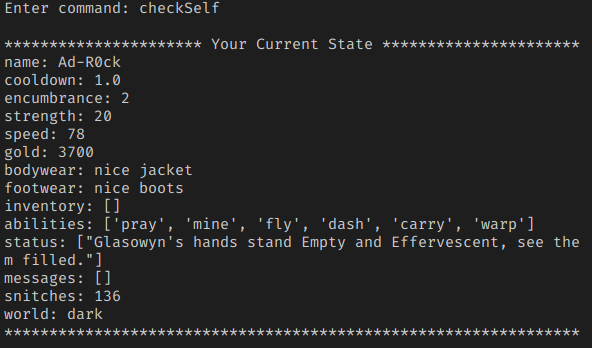 Enter command: checkSelf
********************** Your Current State **********************
name: Ad-R0ck
cooldown: 1.0
encumbrance: 2
strength: 20
speed: 78
gold: 3700
bodywear: nice jacket
footwear: nice boots
inventory: []
abilities: ['pray', 'mine', 'fly', 'dash', 'carry', 'warp']
status: ["Glasowyn's hands stand Empty and Effervescent, see the
m filled."]
messages: []
snitches: 136
world: dark
****************************************************************